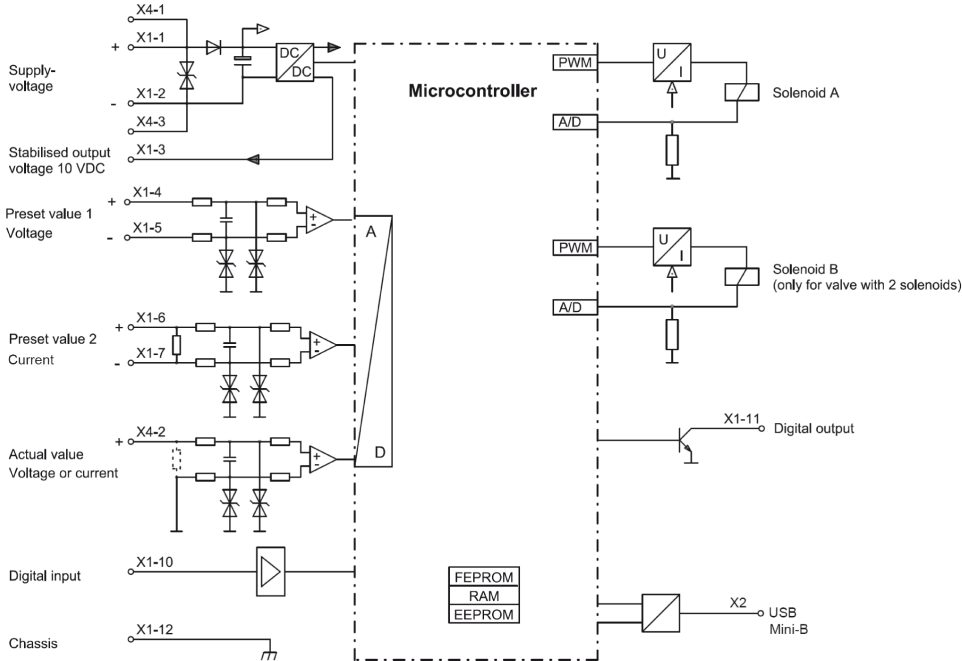 X4-1
+ X1-1
Supply-
voltage
- X1-2
X4-3
DC
DC
Stabilised output
voltage 10 VDC
X1-3
Preset value 1
Voltage
+ X1-4
- X1-5
+
-
Preset value 2
Current
+ X1-6
- X1-7
+
-
Actual value
Voltage or current
+ X4-2
+
-
A
D
Digital input
X1-10
Chassis
X1-12
Microcontroller
FEPROM
RAM
EEPROM
PWM
U
I
Solenoid A
A/D
PWM
U
I
Solenoid B
(only for valve with 2 solenoids)
A/D
X1-11
Digital output
X2
USB
Mini-B